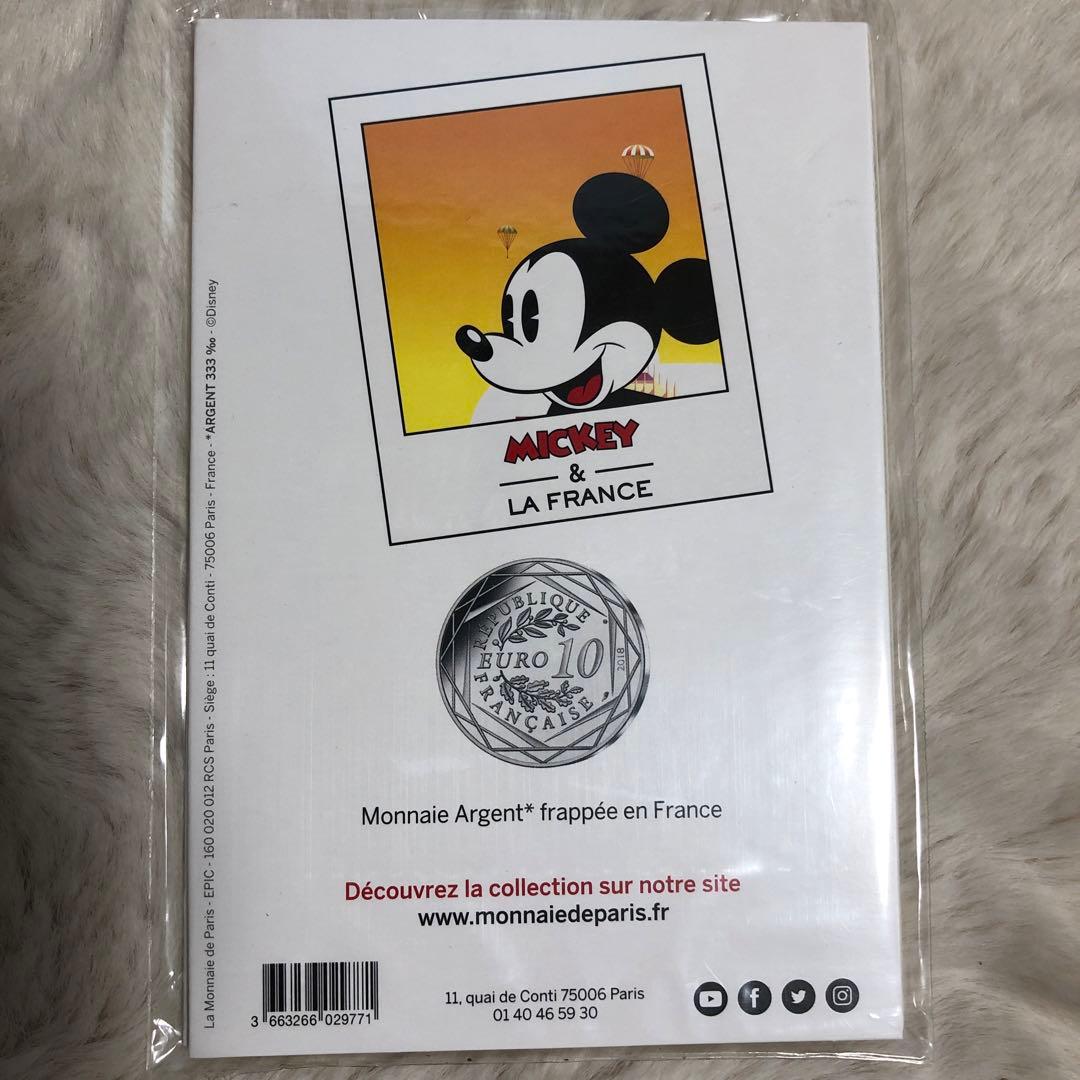 MICKEY
&
LA FRANCE
RÉPUBLIQUE
EURO 10
2018
FRANÇAISE
Monnaie Argent* frappée en France
Découvrez la collection sur notre site
www.monnaiedeparis.fr
11, quai de Conti 75006 Paris
01 40 46 59 30
3 663266 029771
La Monnaie de Paris - EPIC - 160 020 012 RCS Paris - Siège : 11 quai de Conti - 75006 Paris - France - *ARGENT 333 ‰ - ©Disney